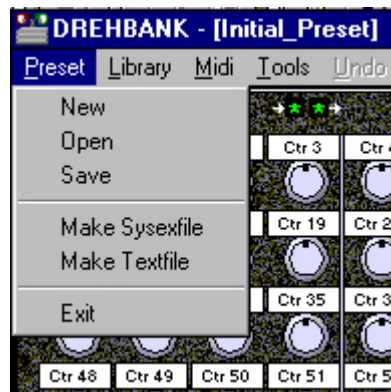 DREHBANK - [Initial_Preset]
Preset Library Midi Tools Undo
New
Open
Save
Make Sysexfile
Make Textfile
Exit
Ctr 3
Ctr 19
Ctr 35
Ctr 48 Ctr 49 Ctr 50 Ctr 51